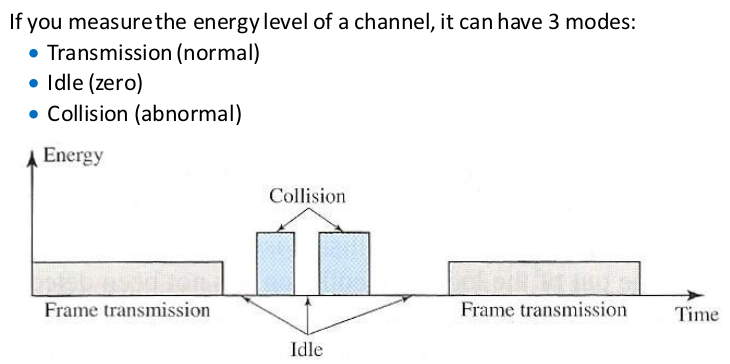 If you measure the energy level of a channel, it can have 3 modes:
• Transmission (normal)
• Idle (zero)
• Collision (abnormal)
Energy
Collision
Frame transmission
Frame transmission
Time
Idle